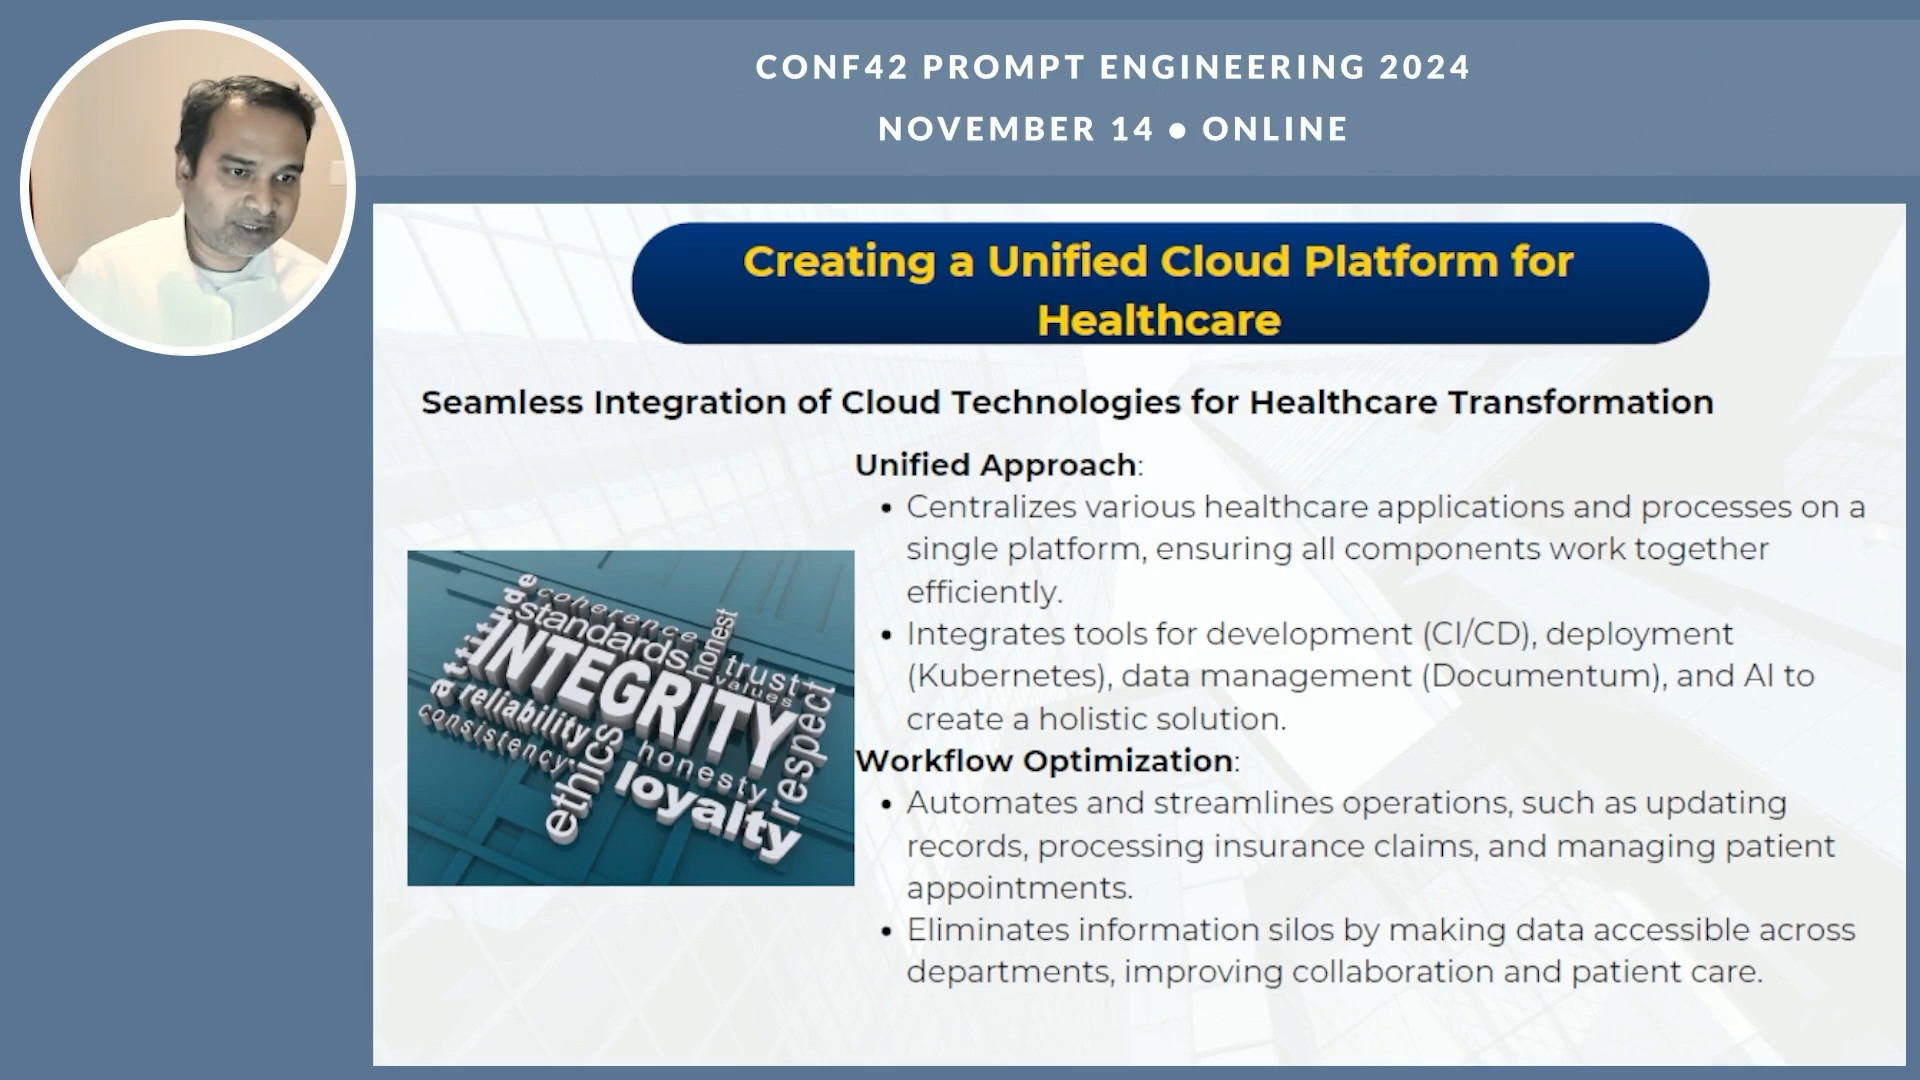 CONF42 PROMPT ENGINEERING 2024
NOVEMBER 14 ● ONLINE
Creating a Unified Cloud Platform for
Healthcare
Seamless Integration of Cloud Technologies for Healthcare Transformation
Unified Approach:
• Centralizes various healthcare applications and processes on a
single platform, ensuring all components work together
efficiently.
• Integrates tools for development (CI/CD), deployment
(Kubernetes), data management (Documentum), and AI to
create a holistic solution.
Workflow Optimization:
• Automates and streamlines operations, such as updating
records, processing insurance claims, and managing patient
appointments.
• Eliminates information silos by making data accessible across
departments, improving collaboration and patient care.
attitude
coherence
standards
honest
INTEGRITY
trust
values
reliability
consistency
ethics
honesty
loyalty
respect